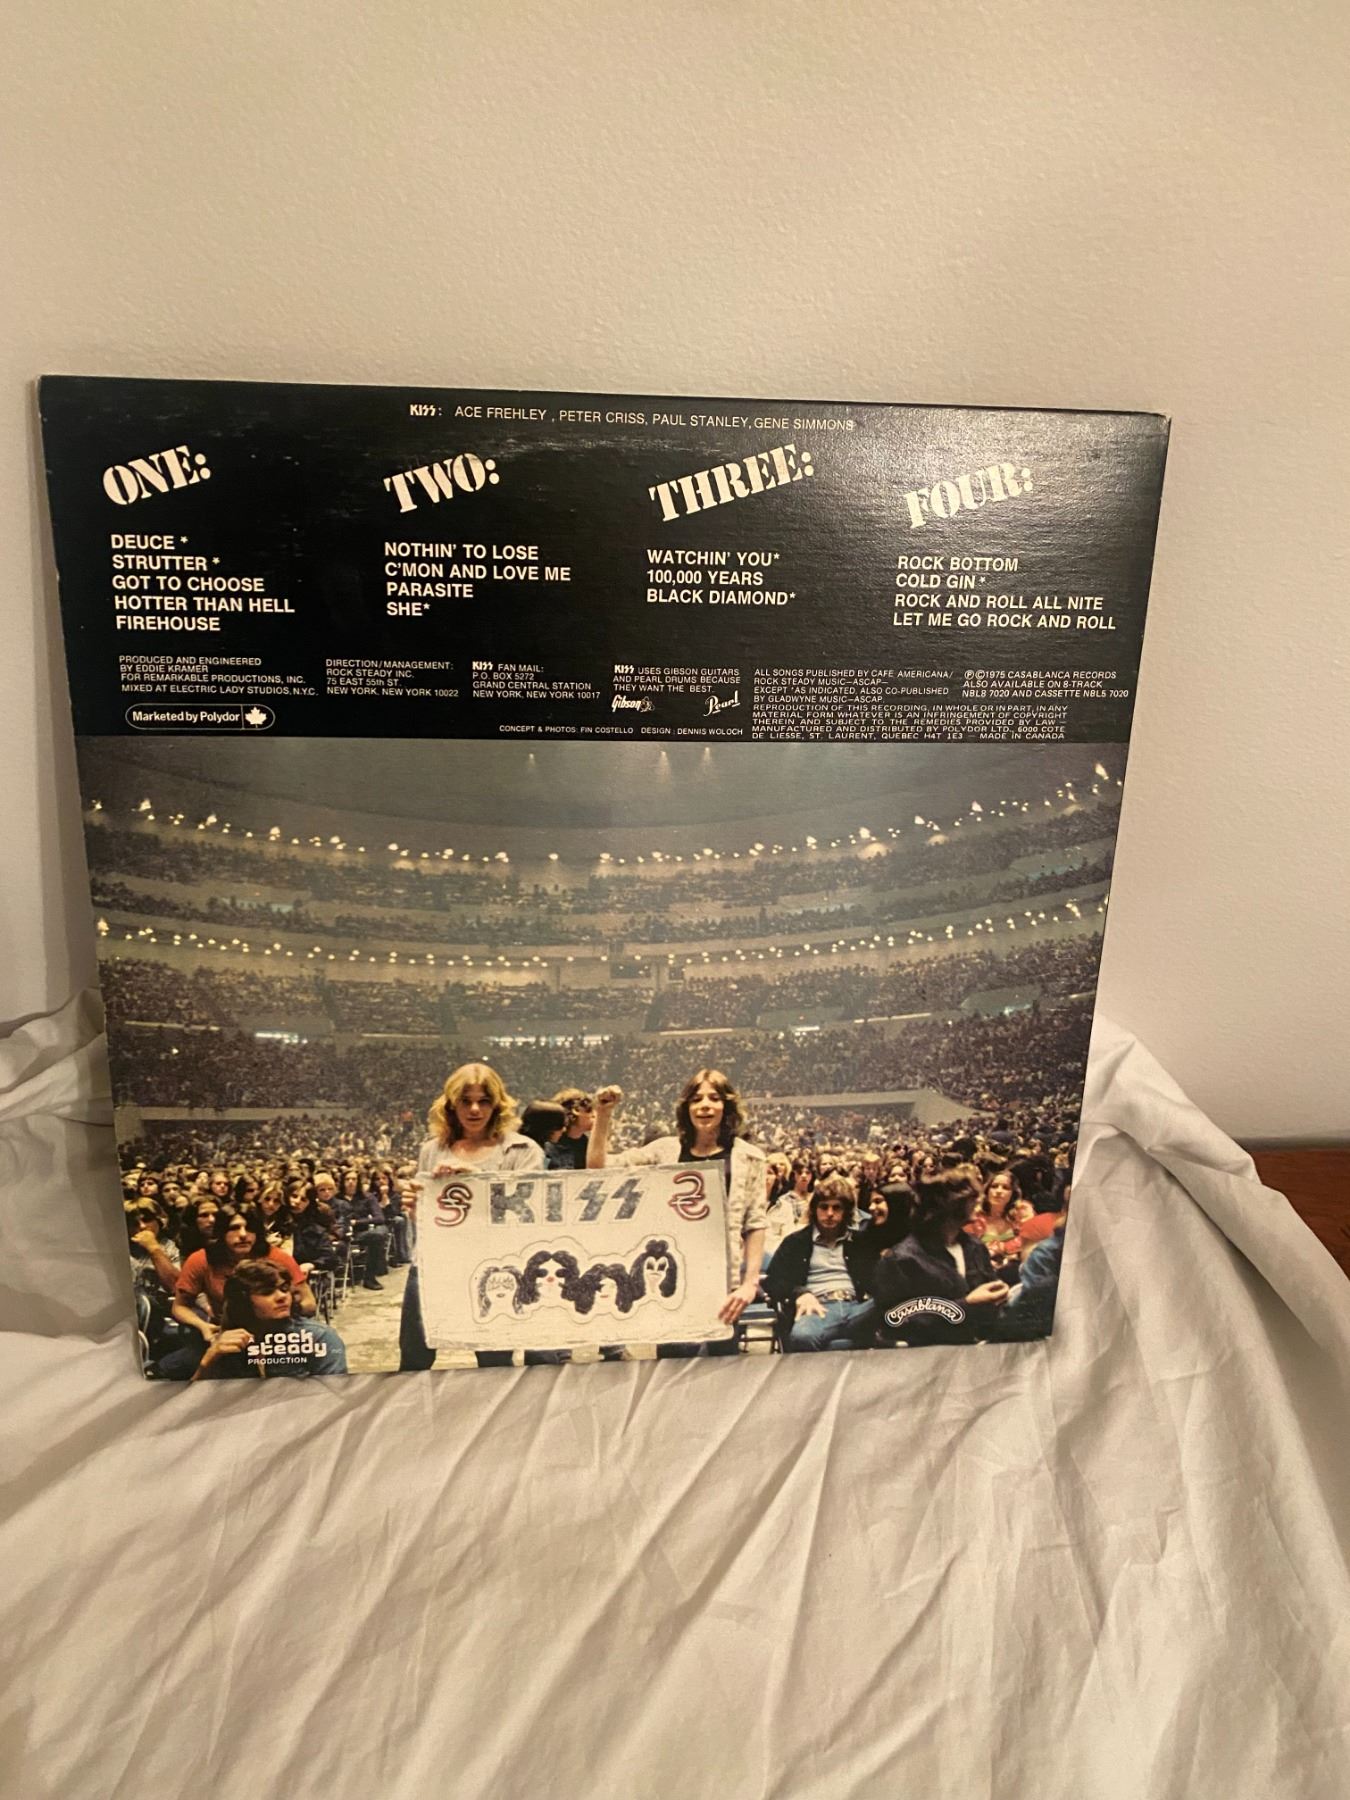 KISS: ACE FREHLEY , PETER CRISS, PAUL STANLEY, GENE SIMMONS
ONE:
DEUCE *
STRUTTER *
GOT TO CHOOSE
HOTTER THAN HELL
FIREHOUSE
TWO:
NOTHIN' TO LOSE
C'MON AND LOVE ME
PARASITE
SHE*
THREE:
WATCHIN' YOU*
100,000 YEARS
BLACK DIAMOND*
FOUR:
ROCK BOTTOM
COLD GIN *
ROCK AND ROLL ALL NITE
LET ME GO ROCK AND ROLL
PRODUCED AND ENGINEERED
BY EDDIE KRAMER
FOR REMARKABLE PRODUCTIONS, INC.
MIXED AT ELECTRIC LADY STUDIOS, N.Y.C.
Marketed by Polydor
DIRECTION/MANAGEMENT:
ROCK STEADY INC.
75 EAST 55th ST.
NEW YORK, NEW YORK 10022
KISS FAN MAIL:
P.O. BOX 5272
GRAND CENTRAL STATION
NEW YORK, NEW YORK 10017
KISS USES GIBSON GUITARS
AND PEARL DRUMS BECAUSE
THEY WANT THE BEST.
Gibson
Pearl
CONCEPT & PHOTOS: FIN COSTELLO DESIGN : DENNIS WOLOCH
ALL SONGS PUBLISHED BY CAFE AMERICANA/
ROCK STEADY MUSIC—ASCAP—
EXCEPT *AS INDICATED, ALSO CO-PUBLISHED
BY GLADWYNE MUSIC—ASCAP
REPRODUCTION OF THIS RECORDING, IN WHOLE OR IN PART, IN ANY
MATERIAL FORM WHATEVER IS AN INFRINGEMENT OF COPYRIGHT
THEREIN AND SUBJECT TO THE REMEDIES PROVIDED BY LAW —
MANUFACTURED AND DISTRIBUTED BY POLYDOR LTD., 6000 COTE
DE LIESSE, ST. LAURENT, QUEBEC H4T 1E3 — MADE IN CANADA
℗©1975 CASABLANCA RECORDS
ALSO AVAILABLE ON 8-TRACK
NBL8 7020 AND CASSETTE NBL5 7020
KISS
Casablanca
A rock
steady INC.
PRODUCTION